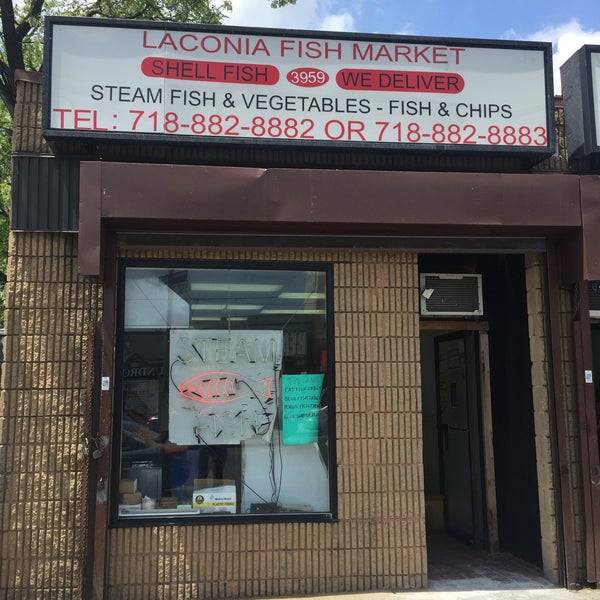 LACONIA FISH MARKET
SHELL FISH 3959 WE DELIVER
STEAM FISH & VEGETABLES - FISH & CHIPS
TEL: 718-882-8882 OR 718-882-8883
STEAM